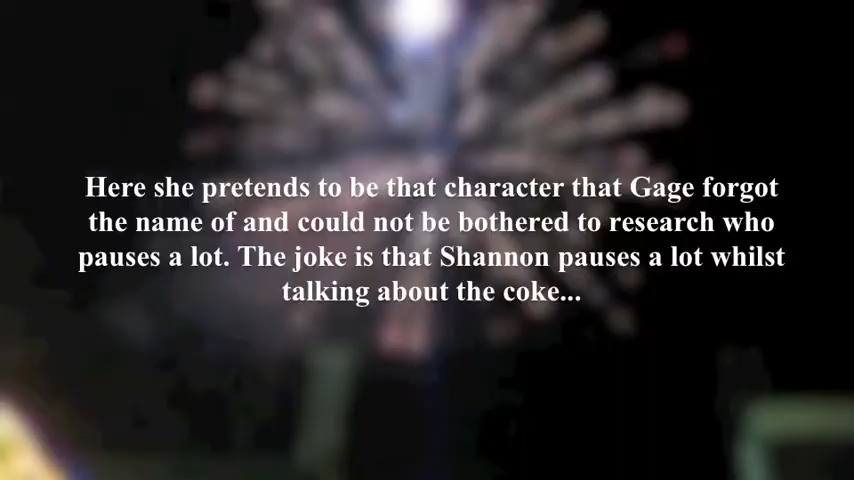 Here she pretends to be that character that Gage forgot
the name of and could not be bothered to research who
pauses a lot. The joke is that Shannon pauses a lot whilst
talking about the coke...